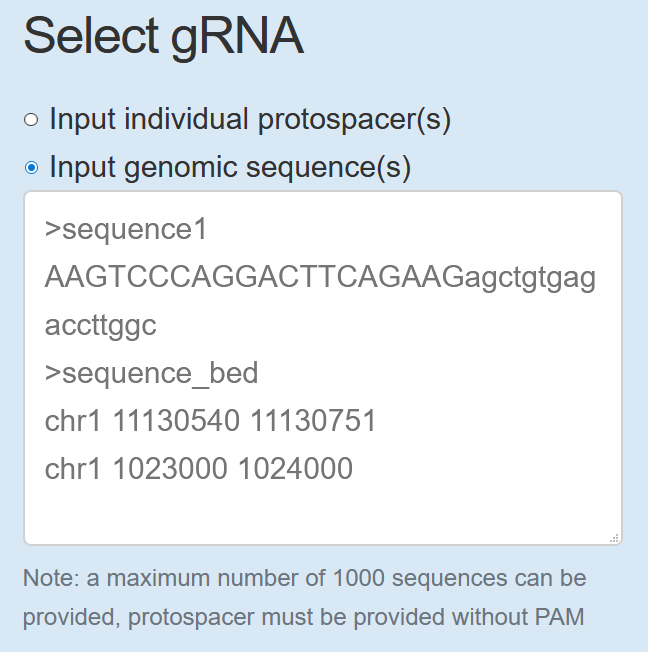 Select gRNA
Input individual protospacer(s)
Input genomic sequence(s)
>sequence1
AAGTCCCAGGACTTCAGAAGagctgtgag
accttggc
>sequence_bed
chr1 11130540 11130751
chr1 1023000 1024000
Note: a maximum number of 1000 sequences can be
provided, protospacer must be provided without PAM